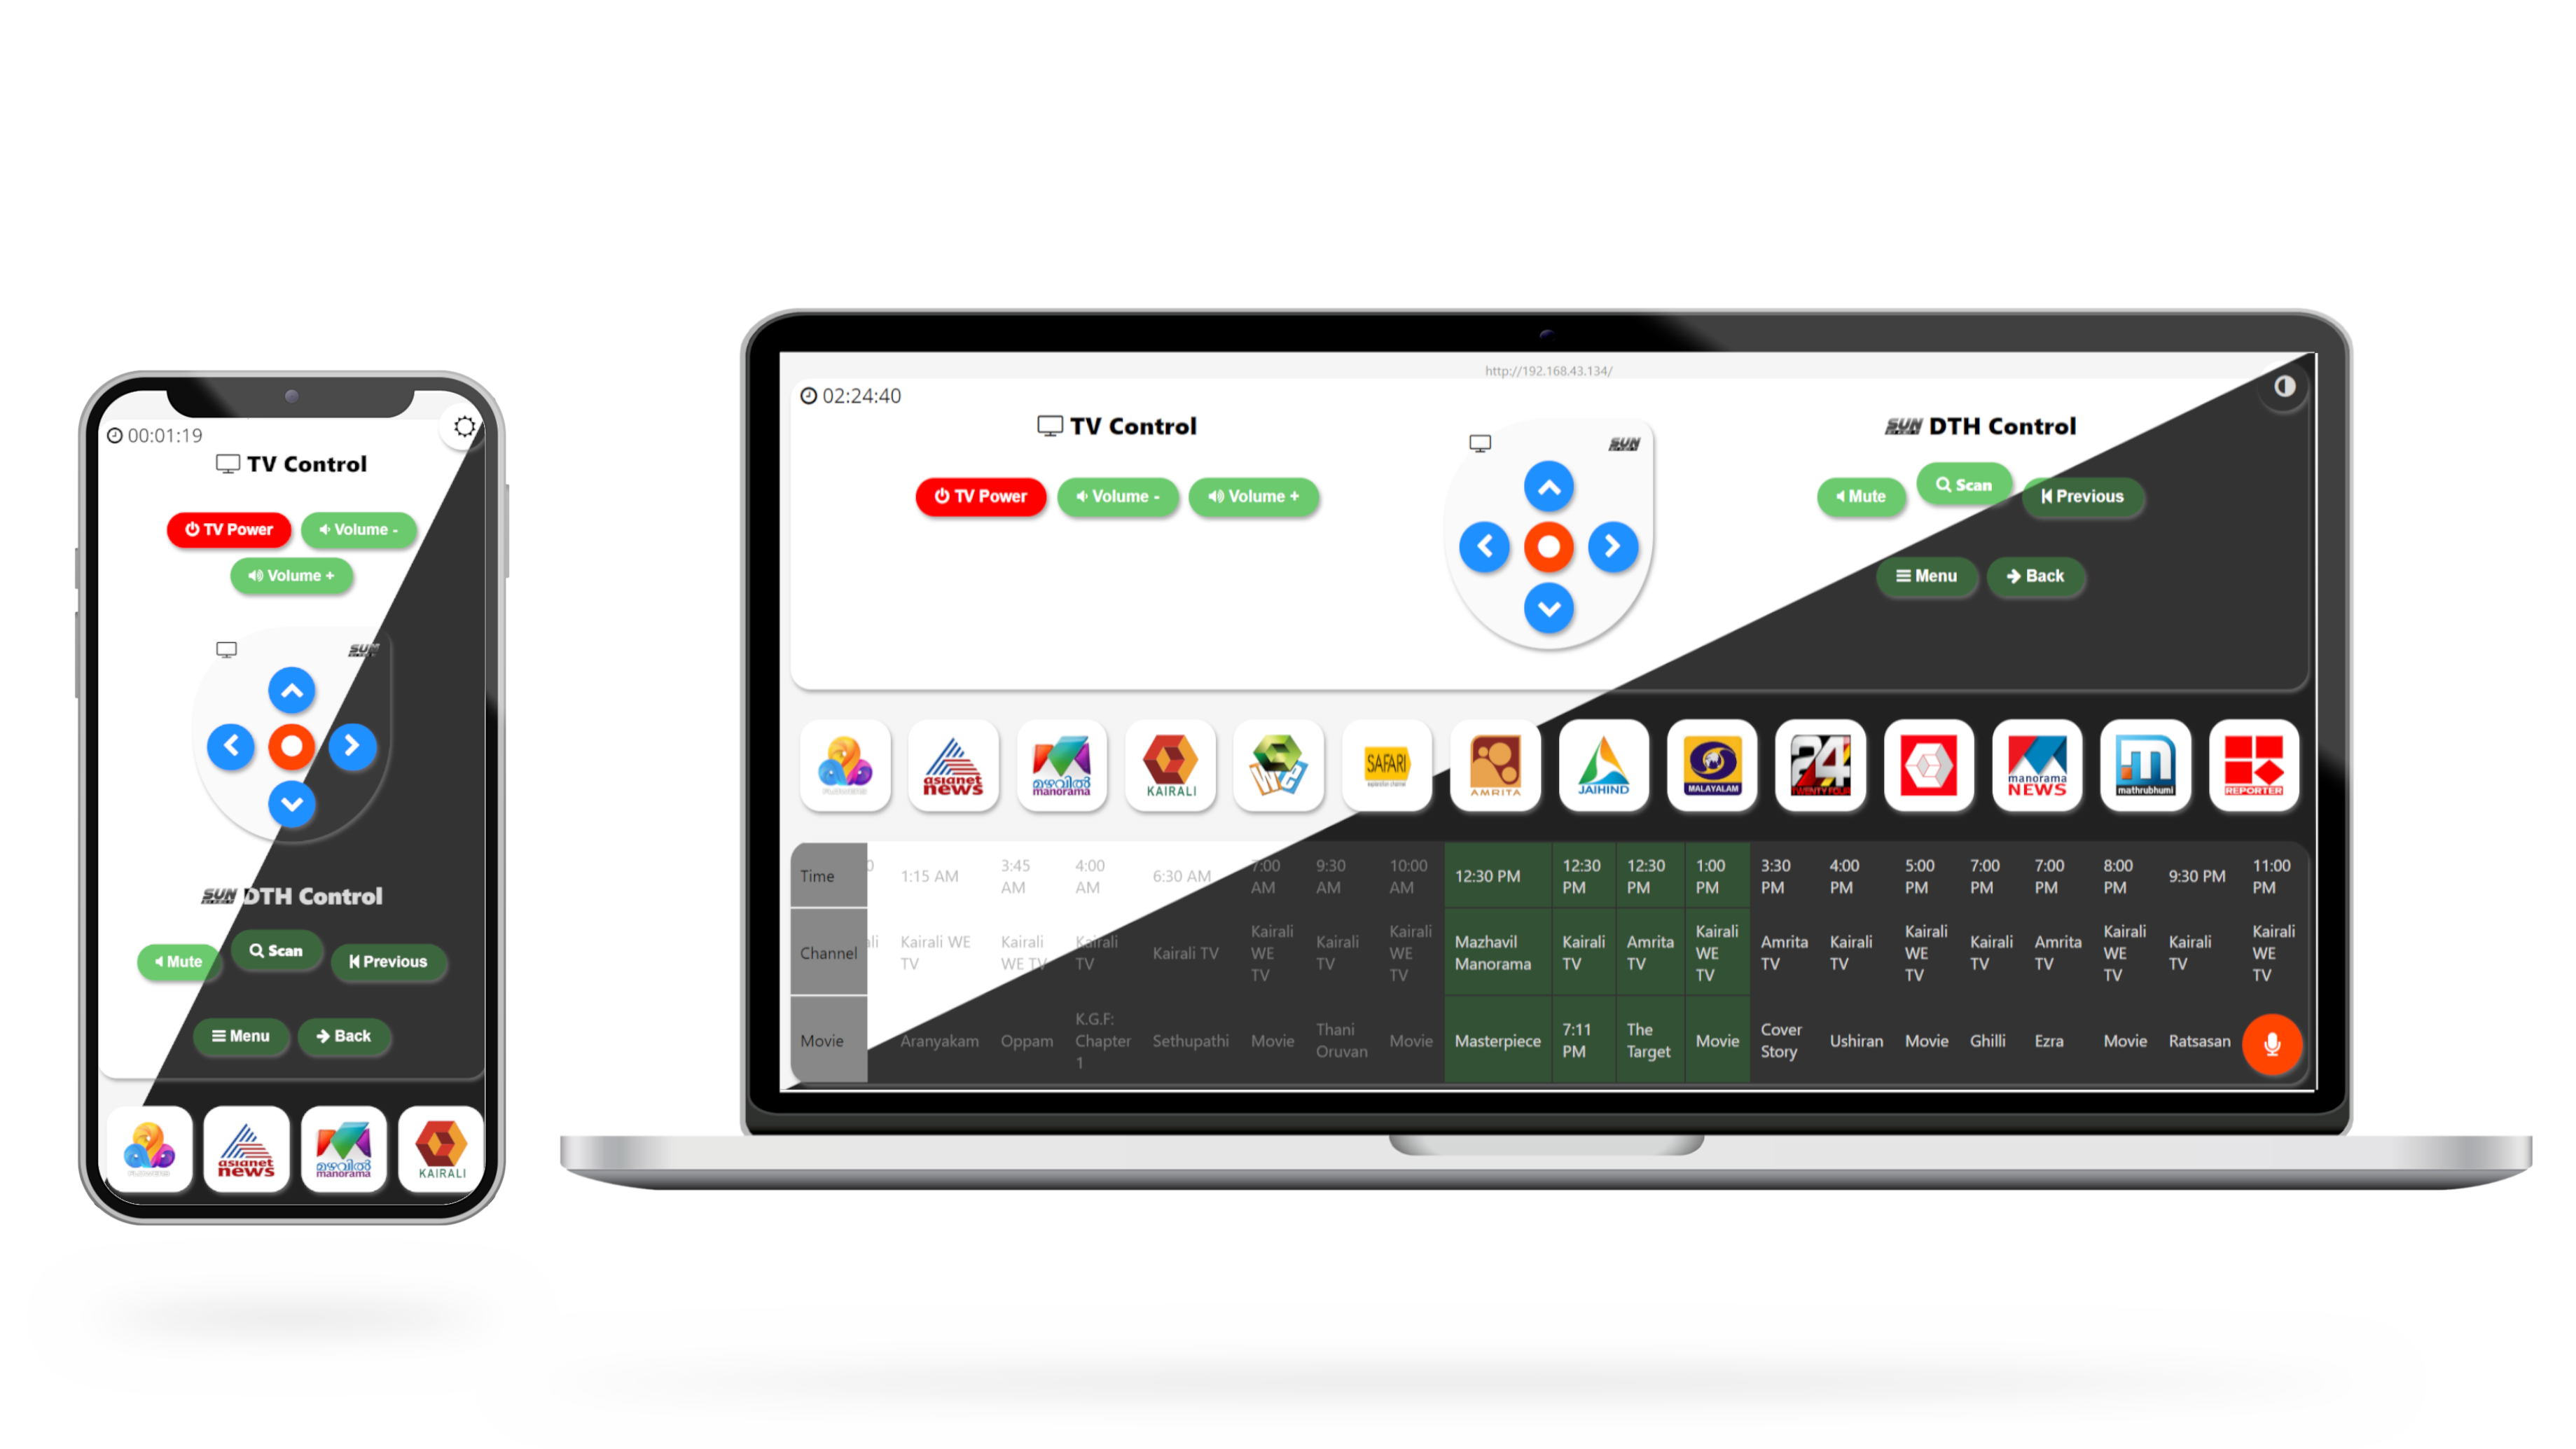 00:01:19
TV Control
TV Power
Volume -
Volume +
SUN
SUN DTH Control
Mute
Scan
Previous
Menu
Back
FLOWERS
asianet
news
മഴവിൽ
manorama
KAIRALI
http://192.168.43.134/
02:24:40
TV Control
SUN DTH Control
TV Power
Volume -
Volume +
SUN
Mute
Scan
Previous
Menu
Back
FLOWERS
asianet
news
മഴവിൽ
manorama
KAIRALI
We
SAFARI
AMRITA
JAIHIND
MALAYALAM
24
TWENTY FOUR
manorama
NEWS
mathrubhumi
REPORTER
Time 0 1:15 AM 3:45 AM 4:00 AM 6:30 AM 7:00 AM 9:30 AM 10:00 AM 12:30 PM 12:30 PM 12:30 PM 1:00 PM 3:30 PM 4:00 PM 5:00 PM 7:00 PM 7:00 PM 8:00 PM 9:30 PM 11:00 PM
Channel ali Kairali WE TV Kairali WE TV Kairali TV Kairali TV Kairali WE TV Kairali TV Kairali WE TV Mazhavil Manorama Kairali TV Amrita TV Kairali WE TV Amrita TV Kairali TV Kairali WE TV Kairali TV Amrita TV Kairali WE TV Kairali TV Kairali WE TV
Movie Aranyakam Oppam K.G.F: Chapter 1 Sethupathi Movie Thani Oruvan Movie Masterpiece 7:11 PM The Target Movie Cover Story Ushiran Movie Ghilli Ezra Movie Ratsasan